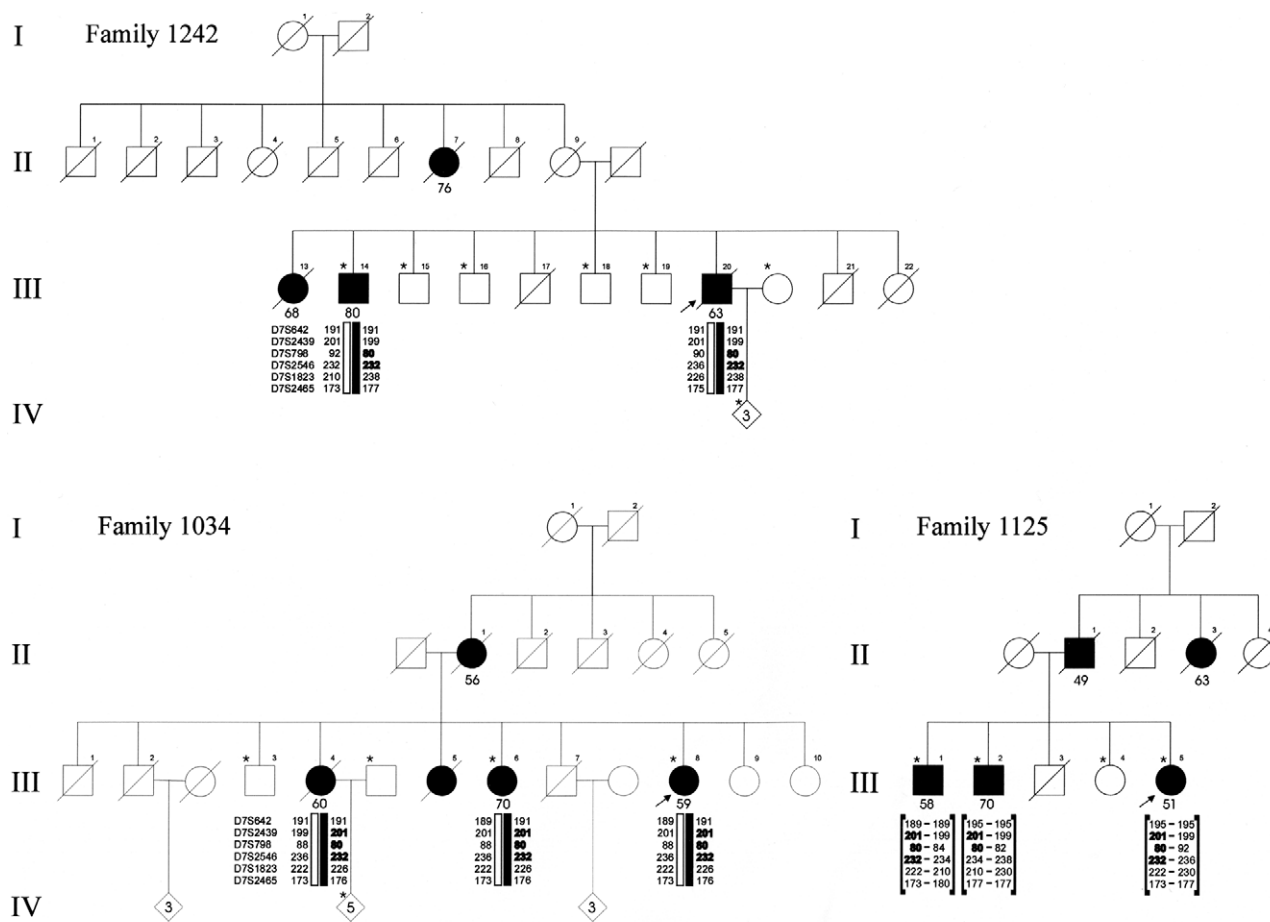 I Family 1242
1 2
II
1 2 3 4 5 6 7 8 9
76
III
13 * 14 * 15 * 16 17 * 18 * 19 20 * 21 22
68 80 63
D7S642 191 191 191 191
D7S2439 201 199 201 199
D7S798 92 80 90 80
D7S2546 232 232 236 232
D7S1823 210 238 226 238
D7S2465 173 177 175 177
IV
* 3
I Family 1034
1 2
II
1 2 3 4 5
56
III
1 2 * 3 4 * 5 * 6 7 * 8 9 10
60 70 59
D7S642 191 191 189 191 189 191
D7S2439 199 201 201 201 201 201
D7S798 88 80 88 80 88 80
D7S2546 236 232 236 232 236 232
D7S1823 222 226 222 226 222 226
D7S2465 173 176 173 176 173 176
IV
3 * 5 3
I Family 1125
1 2
II
1 2 3 4
49 63
III
* 1 * 2 3 * 4 * 5
58 70 51
189 – 189 195 – 195 195 – 195
201 – 199 201 – 199 201 – 199
80 – 84 80 – 82 80 – 92
232 – 234 234 – 238 232 – 236
222 – 210 210 – 230 222 – 230
173 – 180 177 – 177 173 – 177